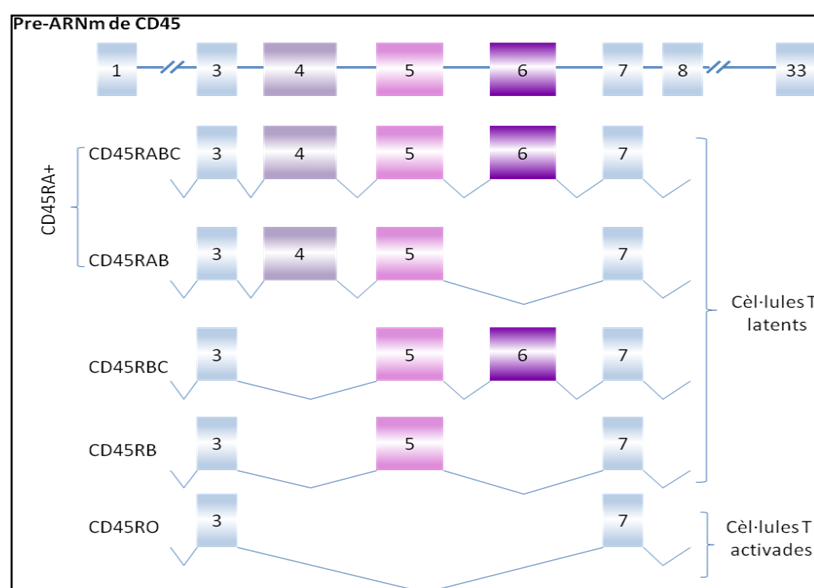 Pre-ARNm de CD45
1 3 4 5 6 7 8 33
CD45RA+
CD45RABC 3 4 5 6 7
CD45RAB 3 4 5 7
CD45RBC 3 5 6 7
CD45RB 3 5 7
Cèl·lules T
latents
CD45RO 3 7
Cèl·lules T
activades